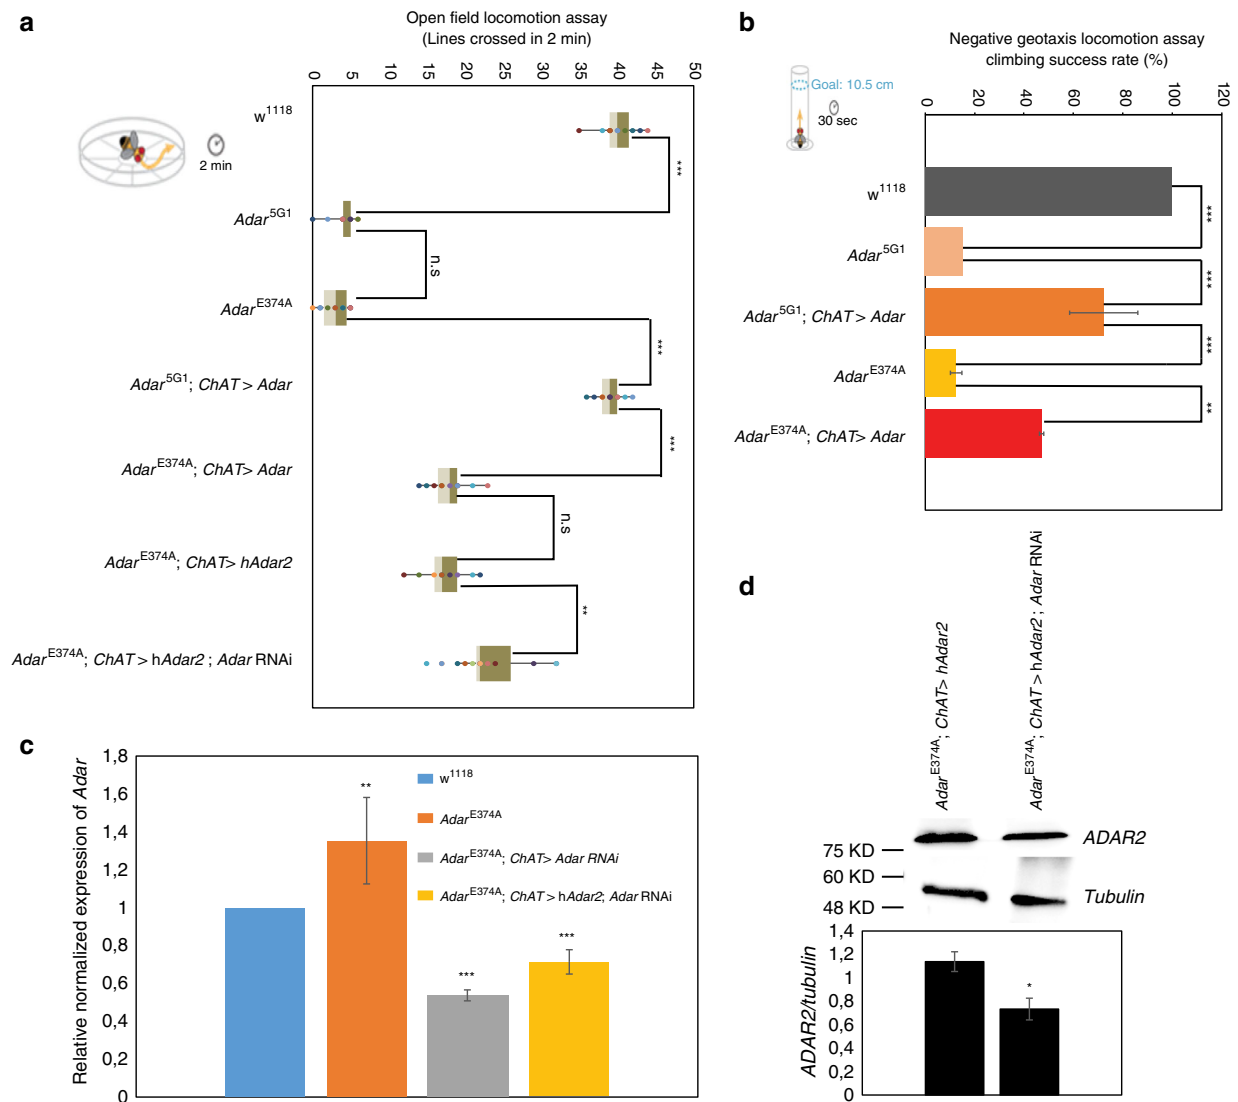 a
Open field locomotion assay
(Lines crossed in 2 min)
0 5 10 15 20 25 30 35 40 45 50
2 min
w1118
Adar5G1
AdarE374A
Adar5G1; ChAT > Adar
AdarE374A; ChAT> Adar
AdarE374A; ChAT> hAdar2
AdarE374A; ChAT > hAdar2 ; Adar RNAi
***
n.s
***
***
n.s
**
b
Negative geotaxis locomotion assay
climbing success rate (%)
0 20 40 60 80 100 120
Goal: 10.5 cm
30 sec
w1118
Adar5G1
Adar5G1; ChAT > Adar
AdarE374A
AdarE374A; ChAT> Adar
***
***
***
**
c
Relative normalized expression of Adar
1,8
1,6
1,4
1,2
1
0,8
0,6
0,4
0,2
0
w1118
AdarE374A
AdarE374A; ChAT> Adar RNAi
AdarE374A; ChAT > hAdar2; Adar RNAi
**
***
***
d
AdarE374A; ChAT > hAdar2
AdarE374A; ChAT > hAdar2 ; Adar RNAi
75 KD
60 KD
48 KD
ADAR2
Tubulin
ADAR2/tubulin
1,4
1,2
1
0,8
0,6
0,4
0,2
0
*